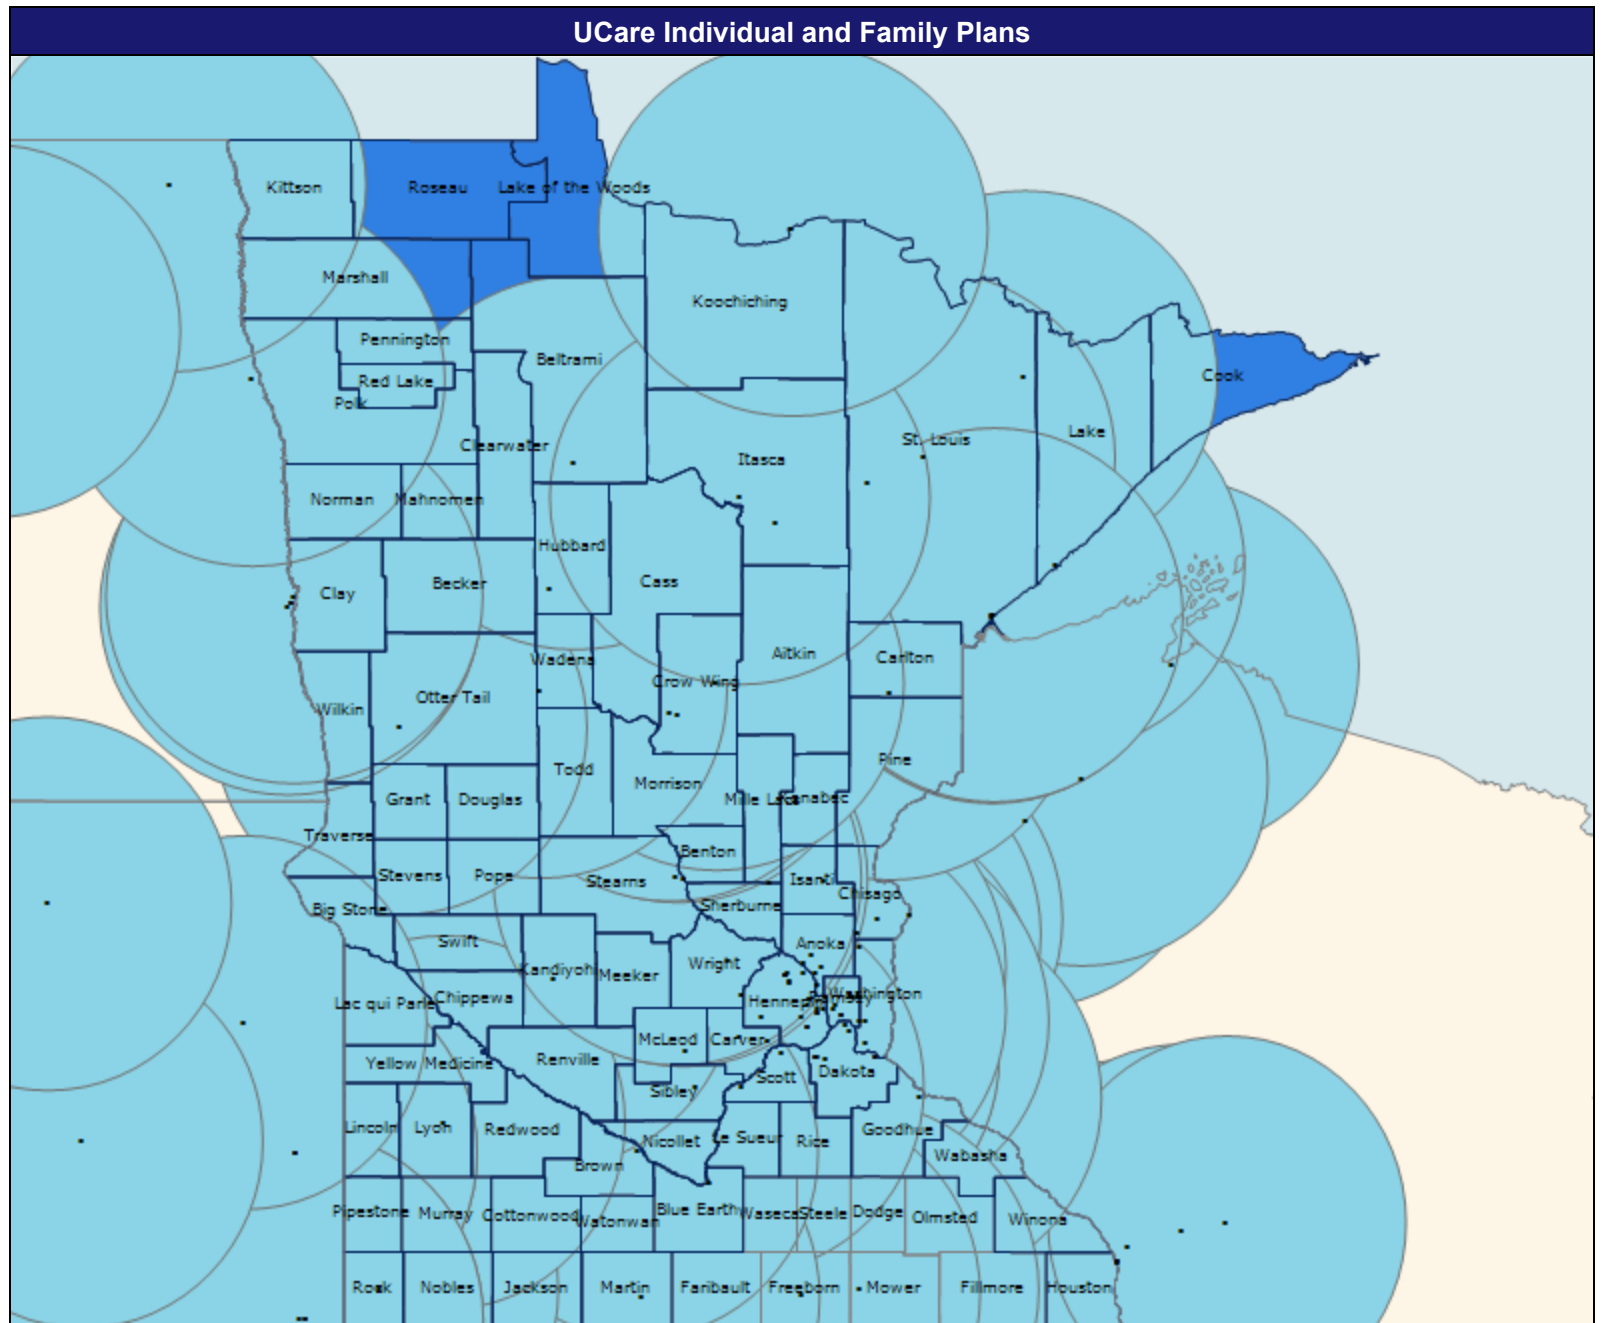 UCare Individual and Family Plans
Kittson
Roseau
Lake of the Woods
Marshall
Koochiching
Pennington
Beltrami
Red Lake
Polk
Cook
Clearwater
St. Louis
Lake
Itasca
Norman
Mahnomen
Hubbard
Clay
Becker
Cass
Wadena
Aitkin
Carlton
Crow Wing
Otter Tail
Wilkin
Pine
Todd
Morrison
Grant
Douglas
Mille Lacs
Kanabec
Traverse
Benton
Stevens
Pope
Stearns
Isanti
Chisago
Big Stone
Sherburne
Swift
Anoka
Kandiyohi
Meeker
Wright
Lac qui Parle
Chippewa
Hennepin
Ramsey
Washington
McLeod
Carver
Yellow Medicine
Renville
Scott
Dakota
Sibley
Lincoln
Lyon
Redwood
Nicollet
Le Sueur
Rice
Goodhue
Brown
Wabasha
Pipestone
Murray
Cottonwood
Watonwan
Blue Earth
Waseca
Steele
Dodge
Olmsted
Winona
Rock
Nobles
Jackson
Martin
Faribault
Freeborn
Mower
Fillmore
Houston